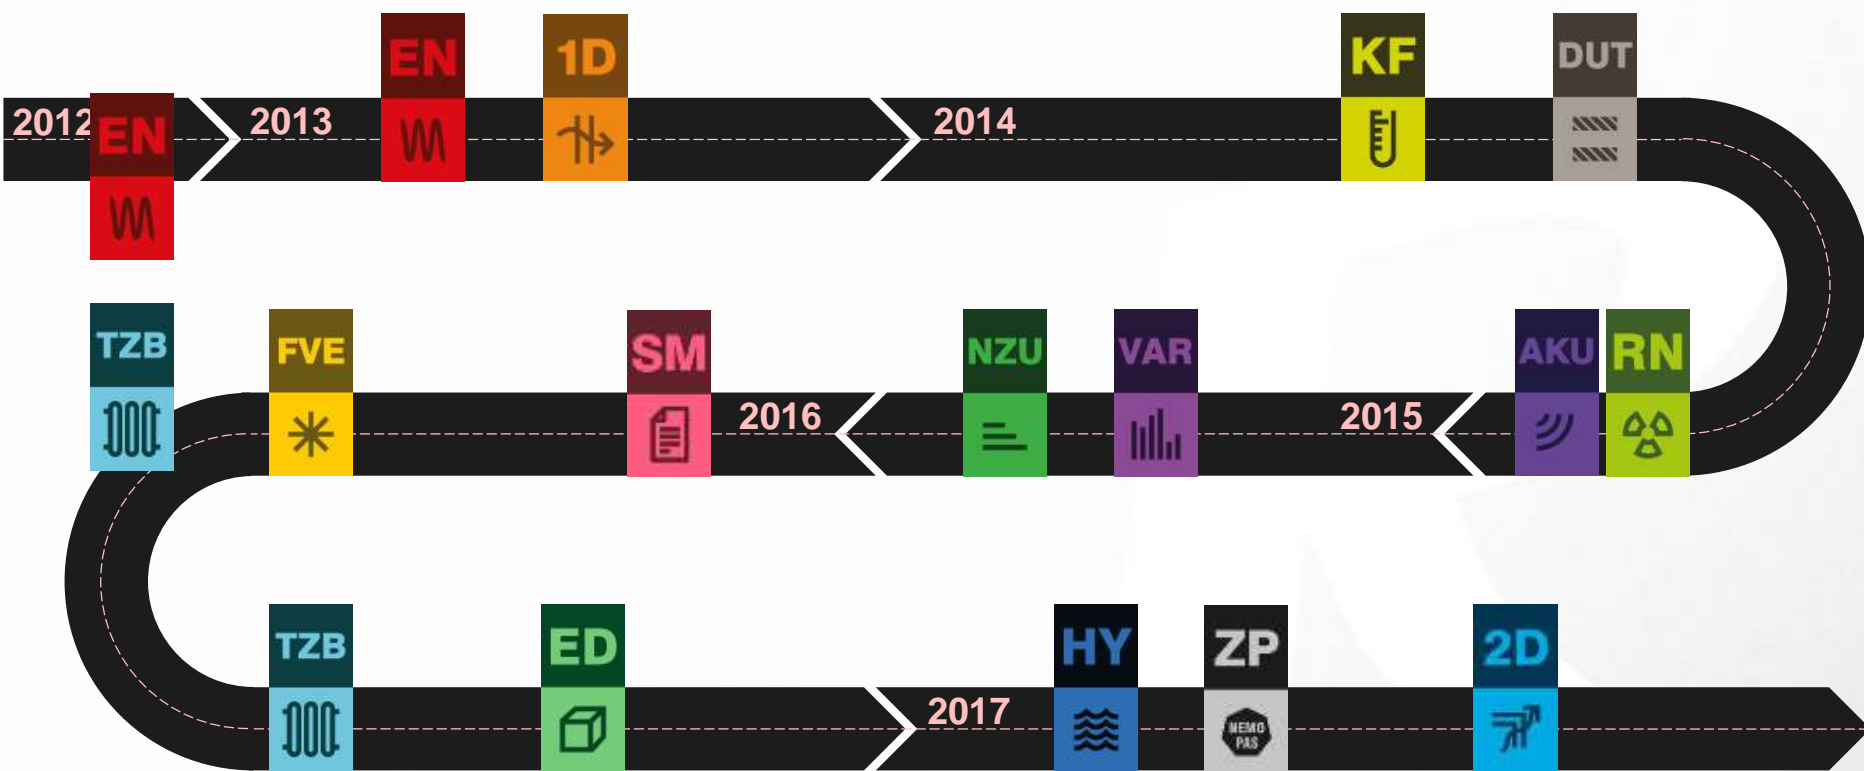 2012
EN
2013
EN
1D
2014
KF
DUT
RN
AKU
2015
VAR
NZU
2016
SM
FVE
TZB
TZB
ED
2017
HY
ZP
NEMO
PAS
2D